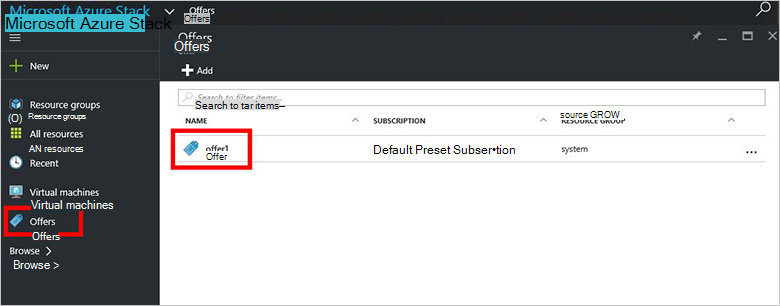 Microsoft Azure Stack
Microsoft Azure Stack
Offers
Offers
Offers
Offers
New
Add
Resource groups
(O) Resource groups
All resources
AN resources
Recent
Virtual machines
Virtual machines
Offers
Offers
Browse >
Browse >
Search to filter items...
Search to tar items–
NAME
SUBSCRIPTION
source GROW
RESOURCE GROUP
offer1
Offer
Default Preset Subser•tion
system
...